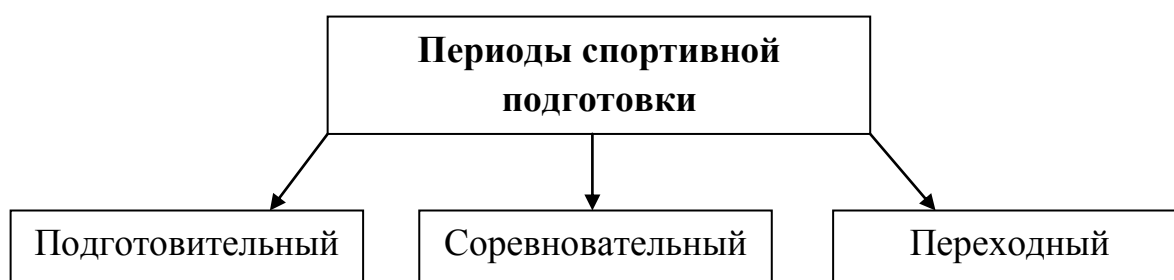 Периоды спортивной
подготовки
Подготовительный
Соревновательный
Переходный